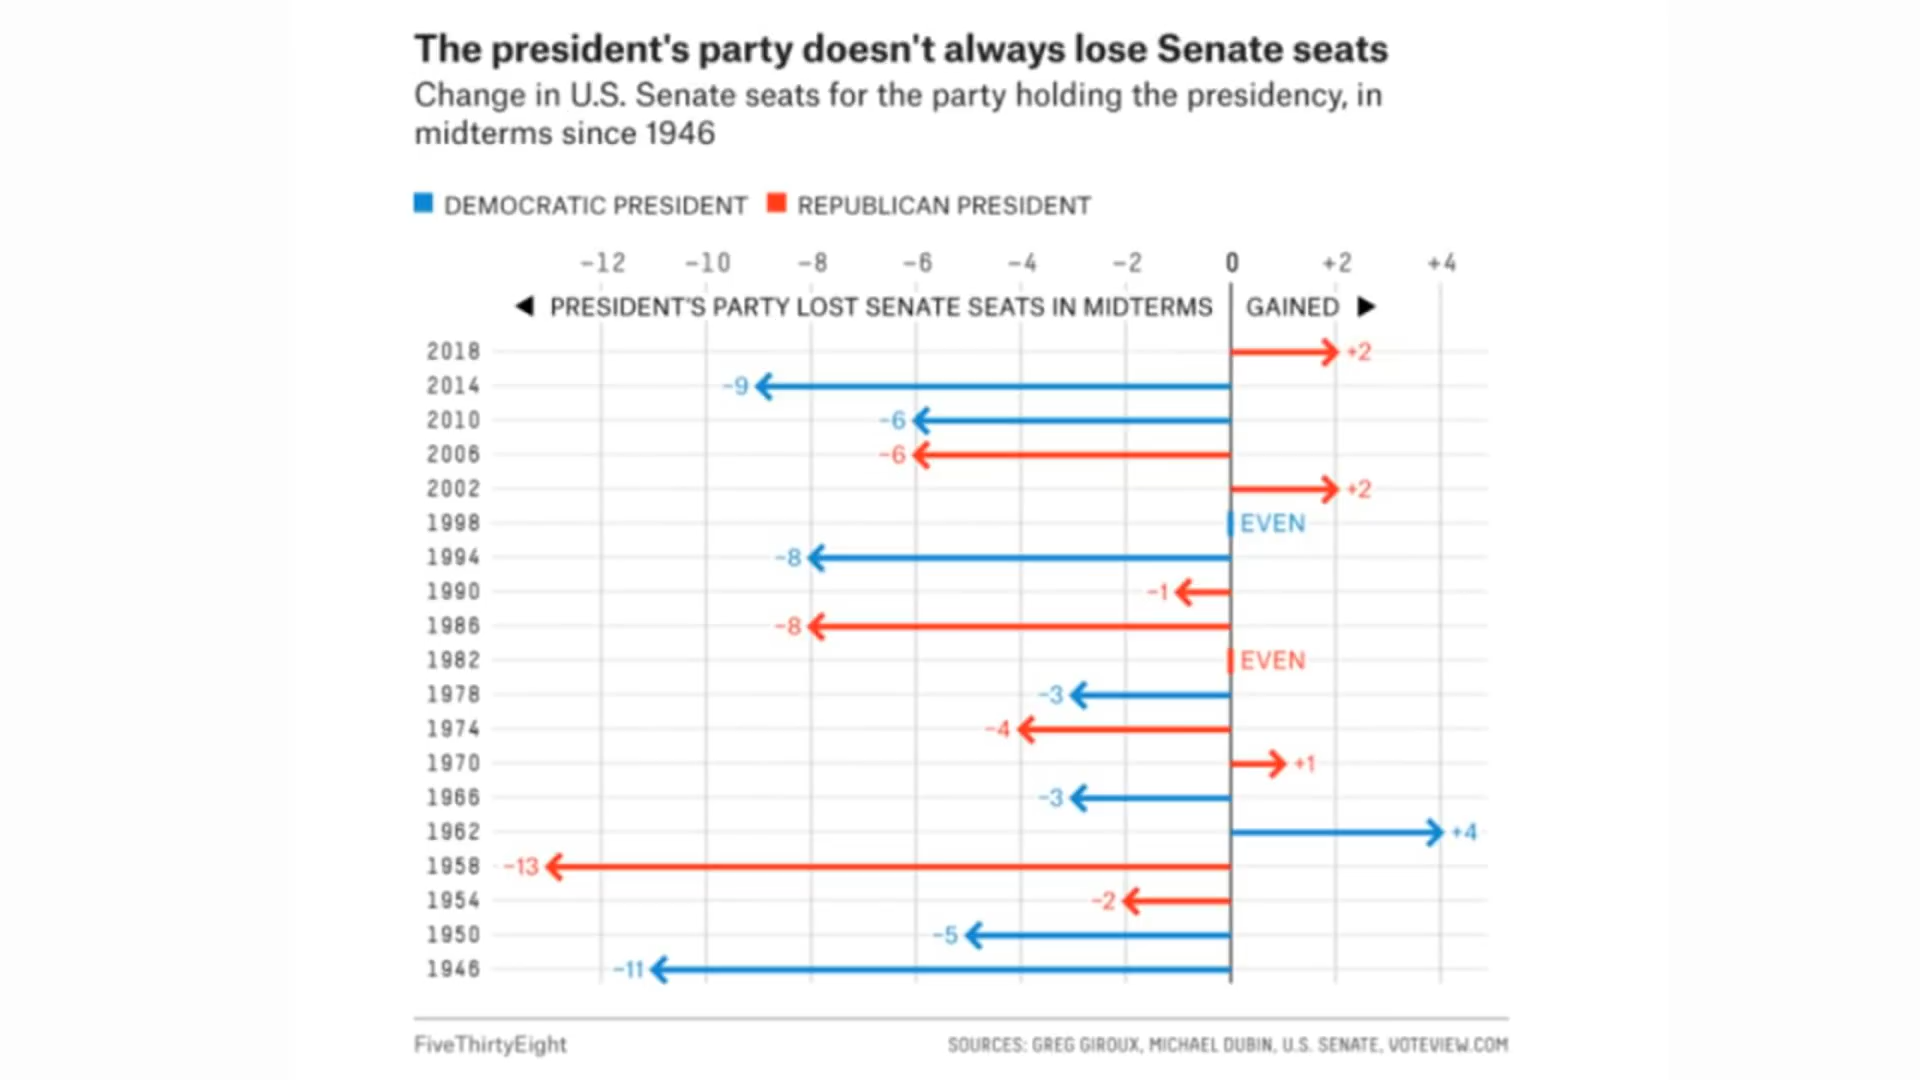 The president's party doesn't always lose Senate seats
Change in U.S. Senate seats for the party holding the presidency, in
midterms since 1946
DEMOCRATIC PRESIDENT REPUBLICAN PRESIDENT
−12 −10 −8 −6 −4 −2 0 +2 +4
◀ PRESIDENT'S PARTY LOST SENATE SEATS IN MIDTERMS GAINED ▶
2018 +2
2014 −9
2010 −6
2006 −6
2002 +2
1998 EVEN
1994 −8
1990 −1
1986 −8
1982 EVEN
1978 −3
1974 −4
1970 +1
1966 −3
1962 +4
1958 −13
1954 −2
1950 −5
1946 −11
FiveThirtyEight SOURCES: GREG GIROUX, MICHAEL DUBIN, U.S. SENATE, VOTEVIEW.COM